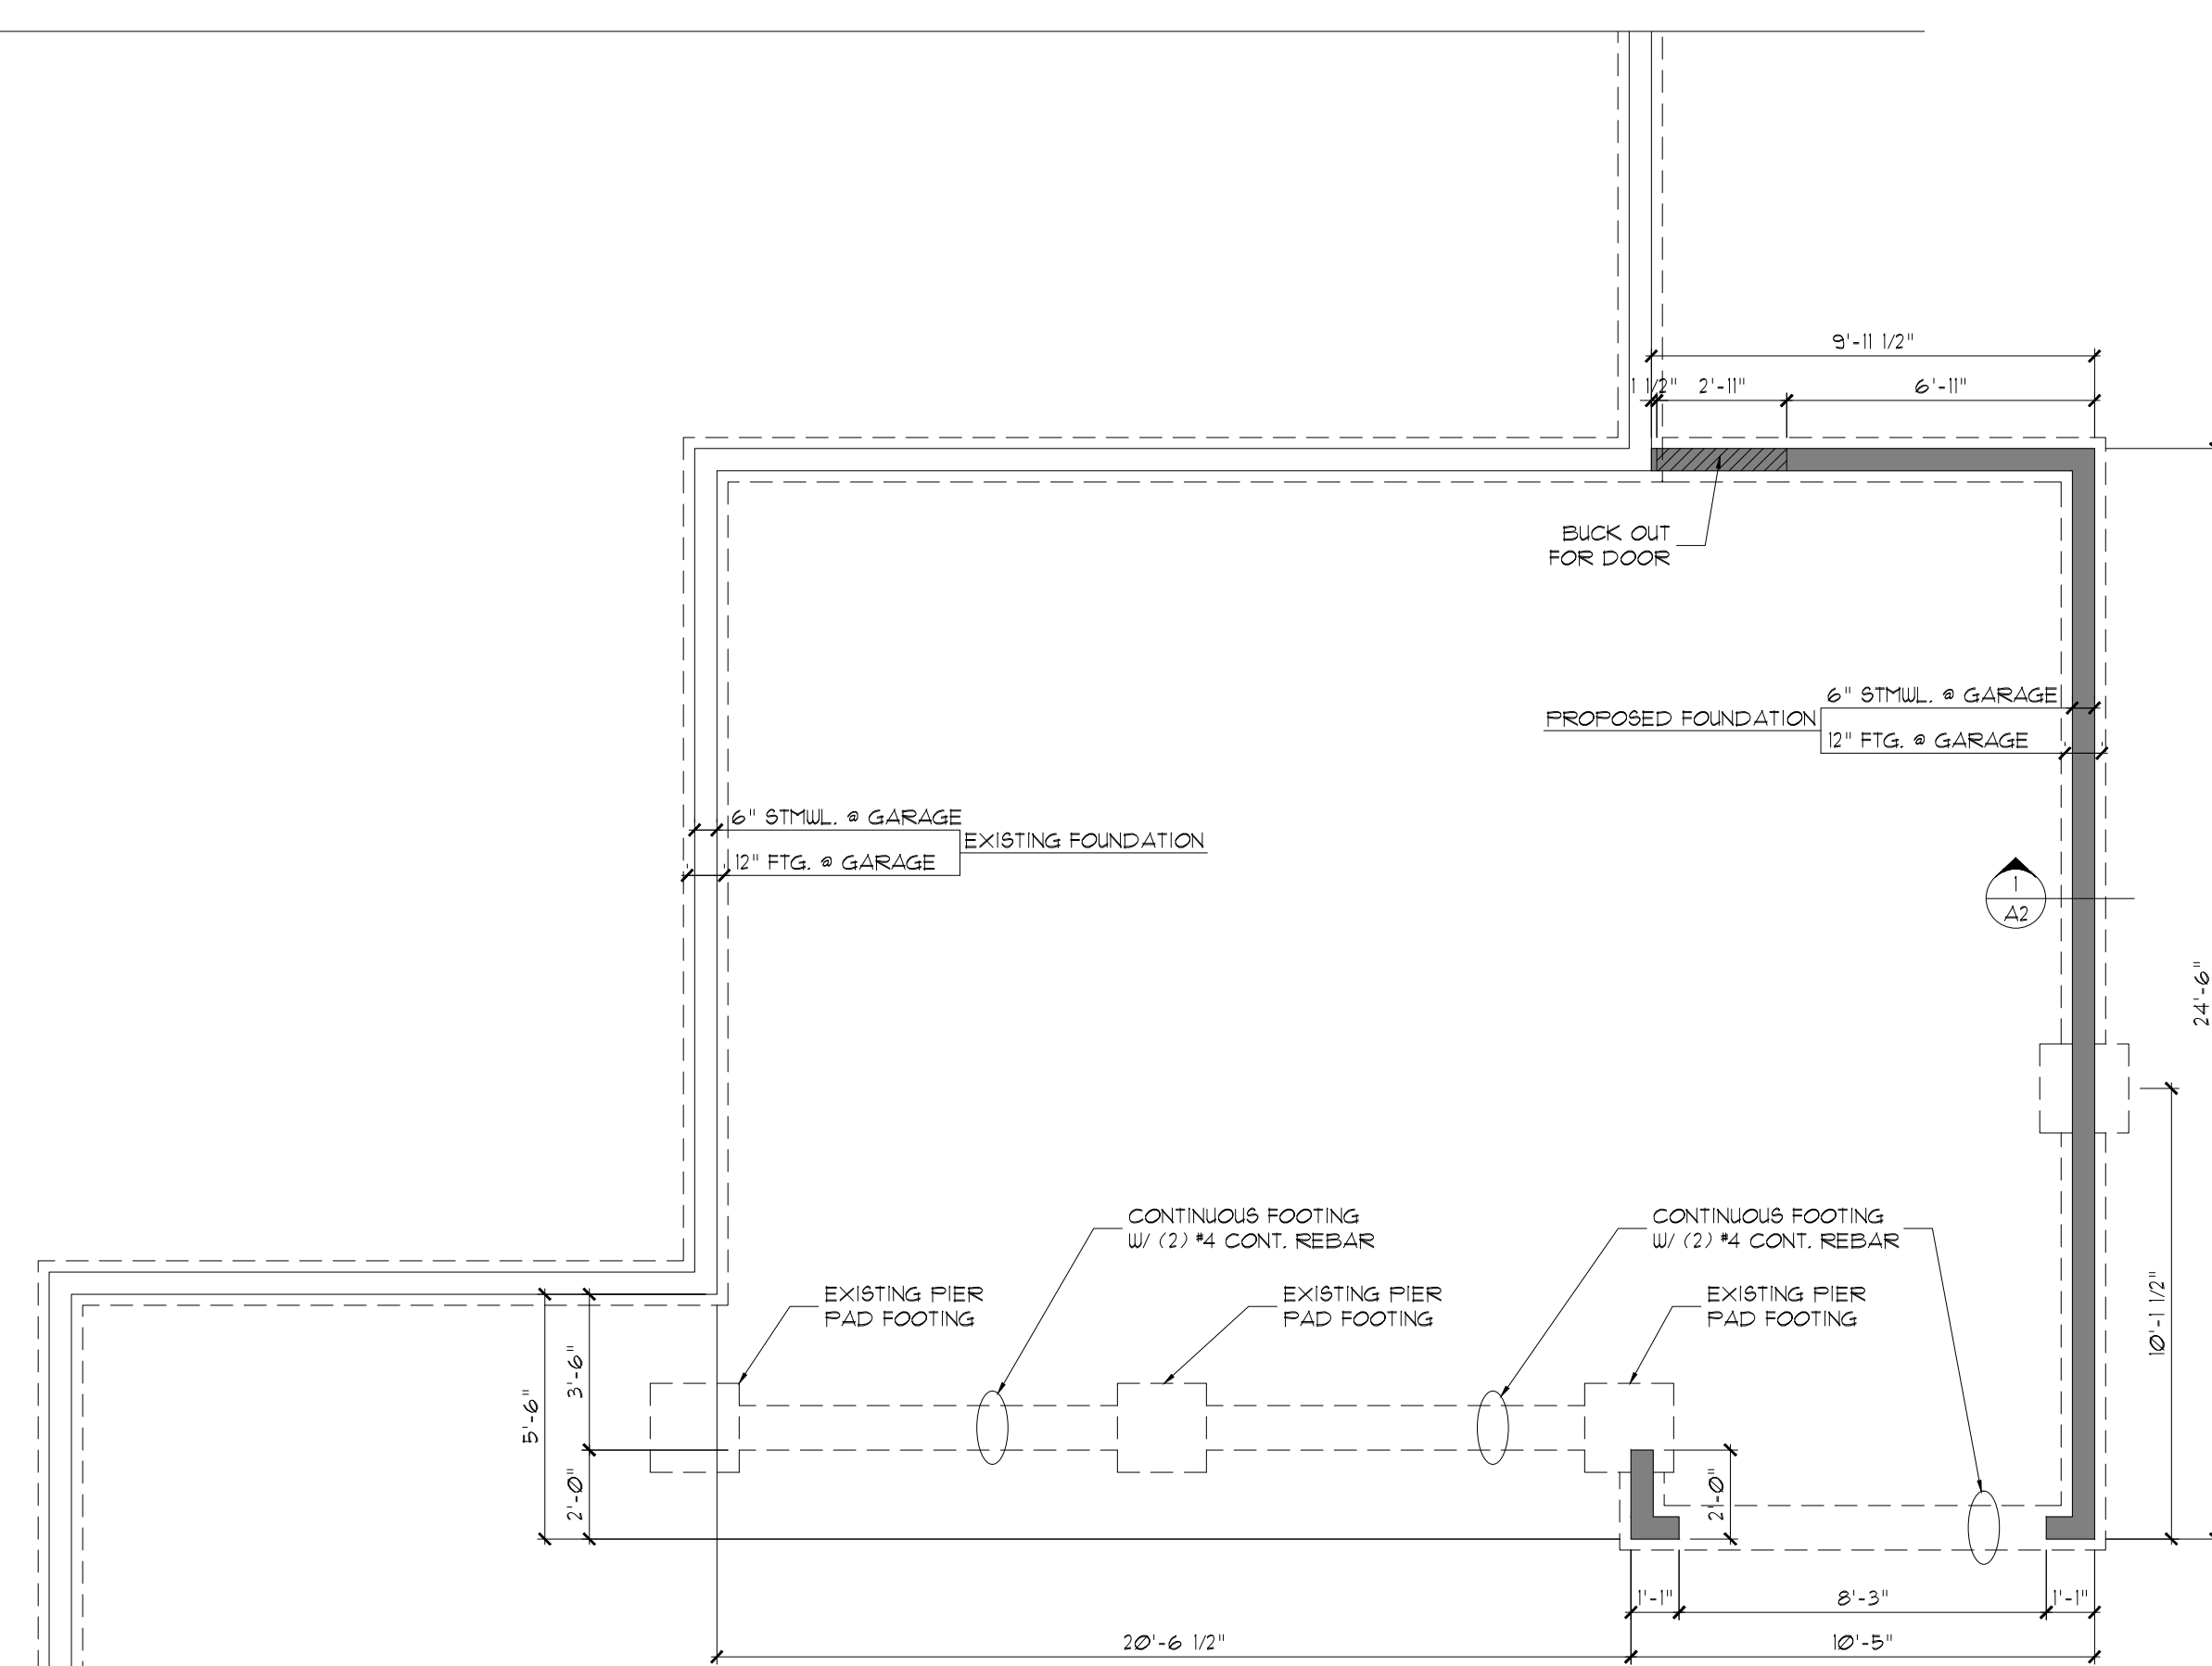 9'-11 1/2"
1 1/2" 2'-11" 6'-11"
BUCK OUT
FOR DOOR
6" STMWL. @ GARAGE
PROPOSED FOUNDATION
12" FTG. @ GARAGE
6" STMWL. @ GARAGE
EXISTING FOUNDATION
12" FTG. @ GARAGE
1
A2
24'-6"
CONTINUOUS FOOTING
W/ (2) #4 CONT. REBAR
CONTINUOUS FOOTING
W/ (2) #4 CONT. REBAR
EXISTING PIER
PAD FOOTING
EXISTING PIER
PAD FOOTING
EXISTING PIER
PAD FOOTING
10'-1 1/2"
5'-6"
3'-6"
2'-0"
2'-0"
1'-1" 8'-3" 1'-1"
20'-6 1/2" 10'-5"